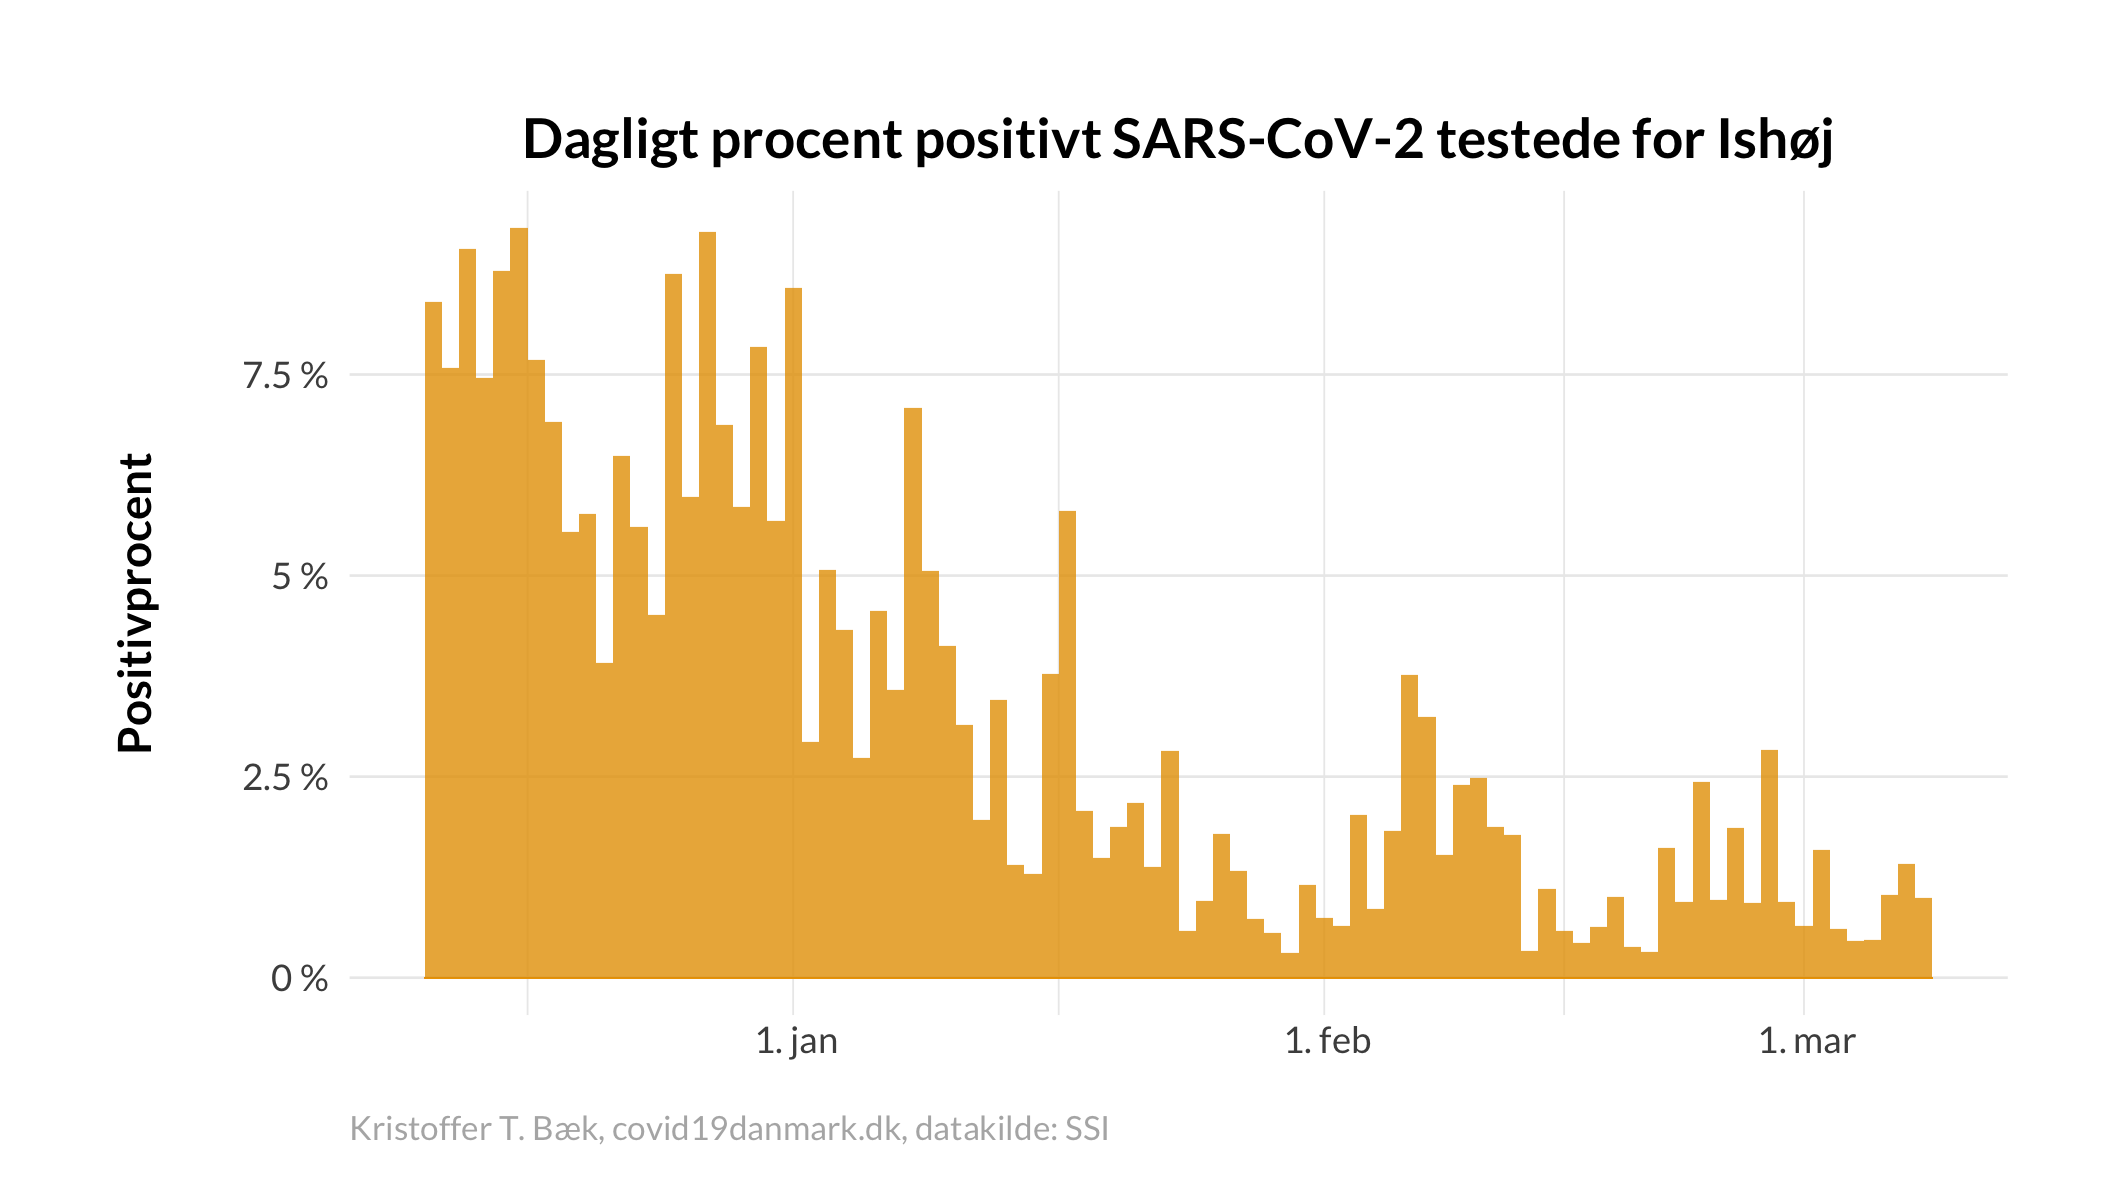 Dagligt procent positivt SARS-CoV-2 testede for Ishøj
Positivprocent
7.5 %
5 %
2.5 %
0 %
1. jan
1. feb
1. mar
Kristoffer T. Bæk, covid19danmark.dk, datakilde: SSI